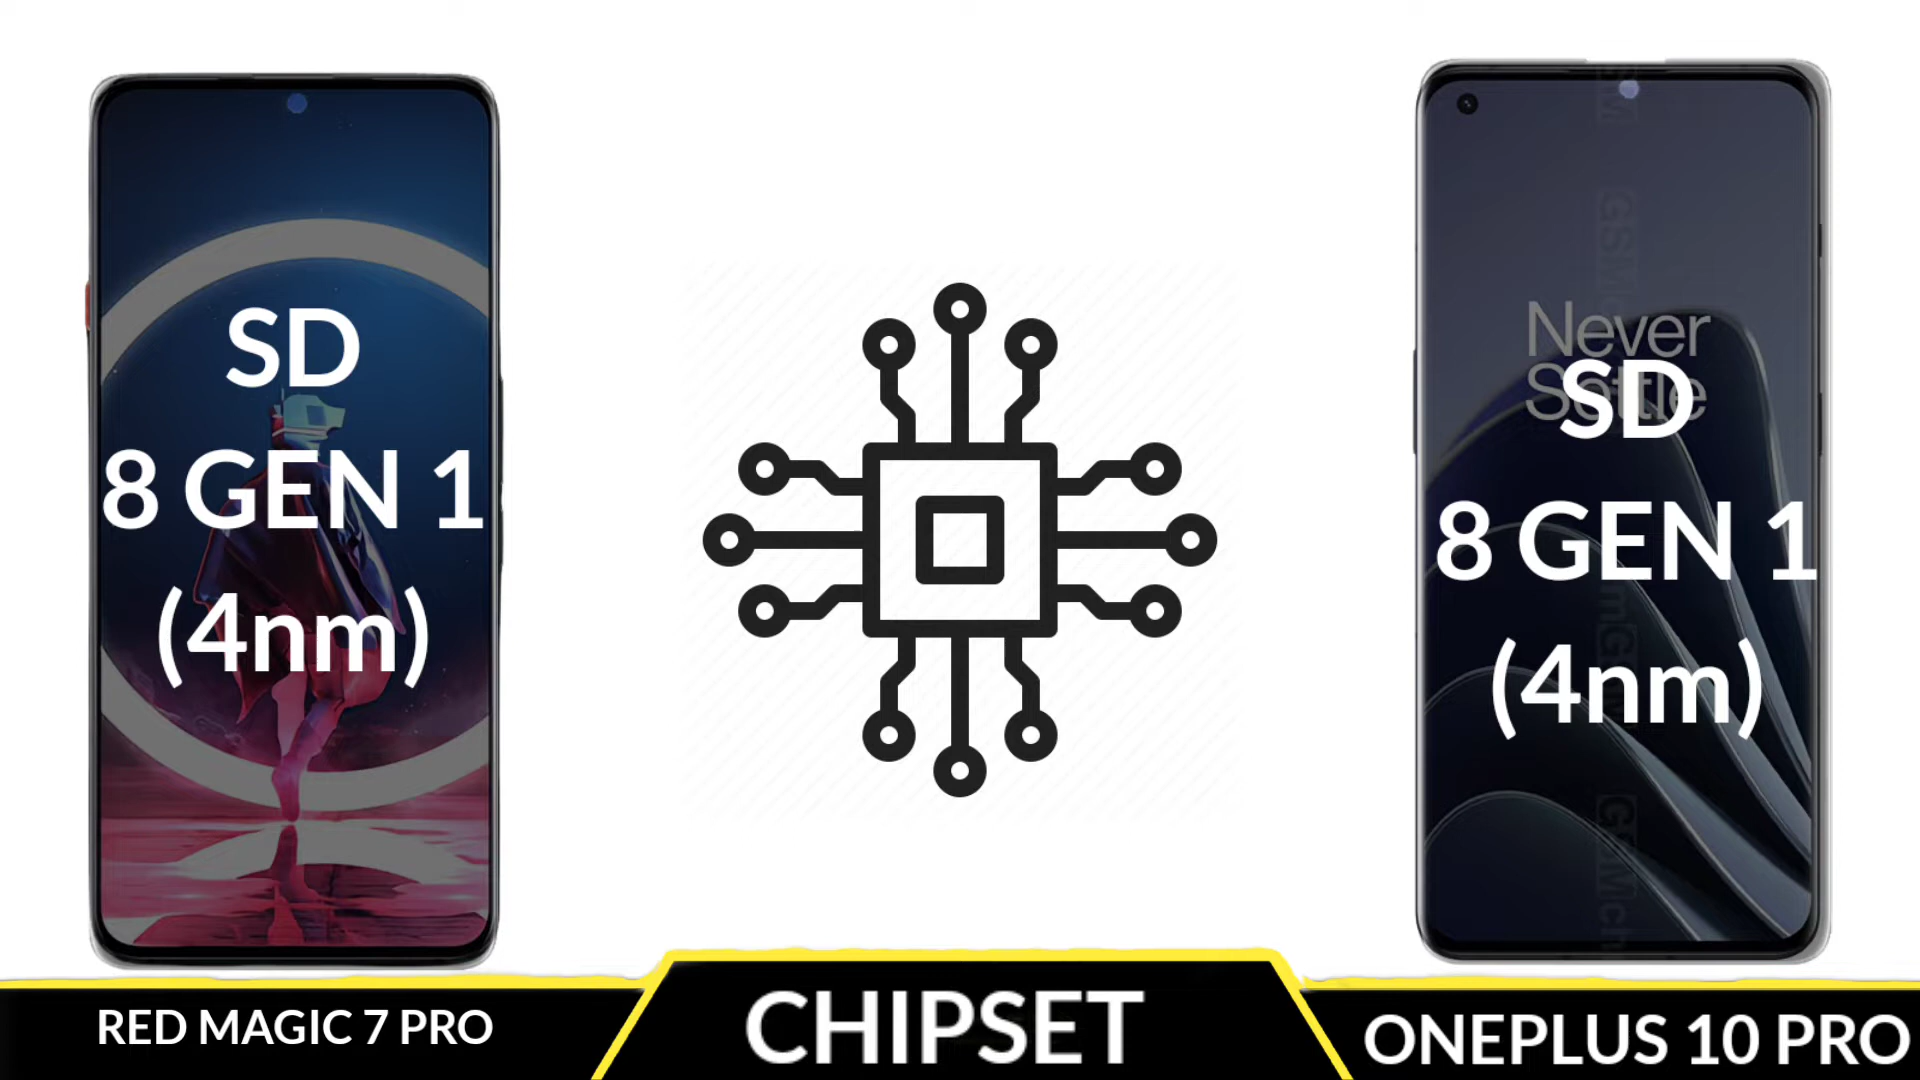 SD
8 GEN 1
(4nm)
Never
Settle
SD
8 GEN 1
(4nm)
RED MAGIC 7 PRO
CHIPSET
ONEPLUS 10 PRO